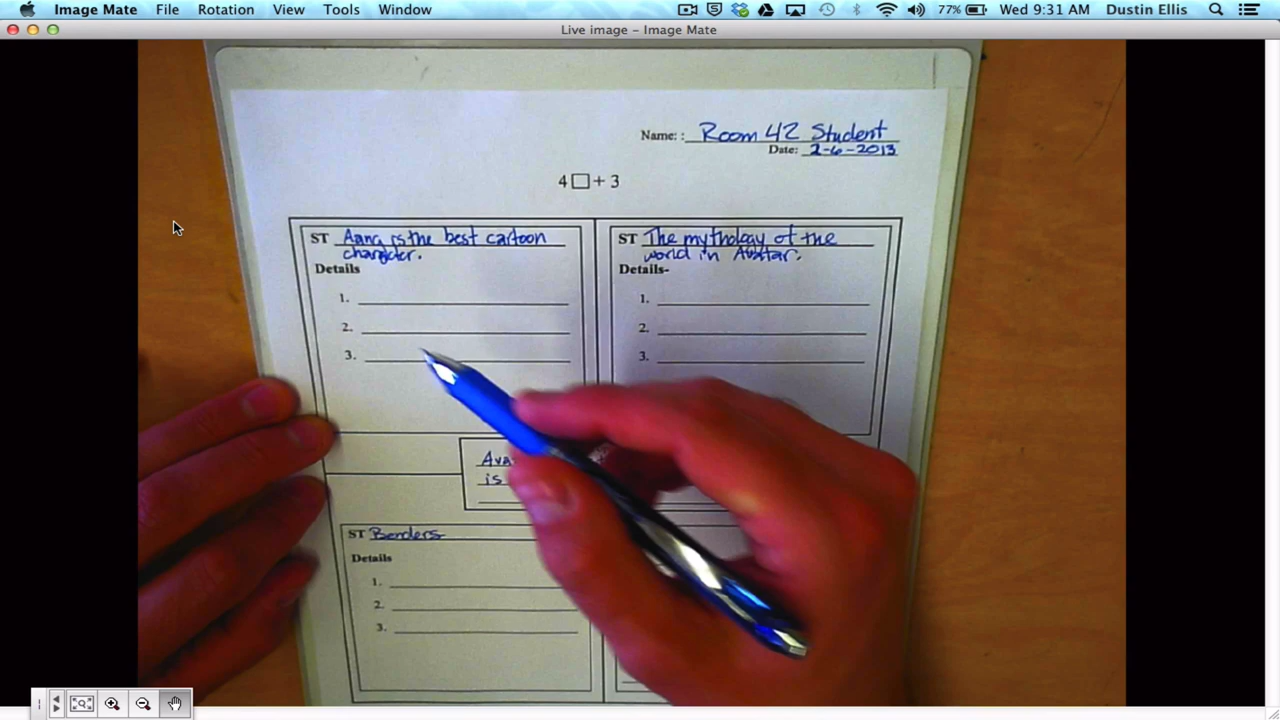 Image Mate File Rotation View Tools Window 77% Wed 9:31 AM Dustin Ellis
Live image – Image Mate
Name: : Room 42 Student
Date: 2-6-2013
4 □ + 3
ST Aang is the best cartoon
character.
Details
1.
2.
3.
ST The mythology of the
world in Avatar.
Details-
1.
2.
3.
Ava
is
ST Benders
Details
1.
2.
3.